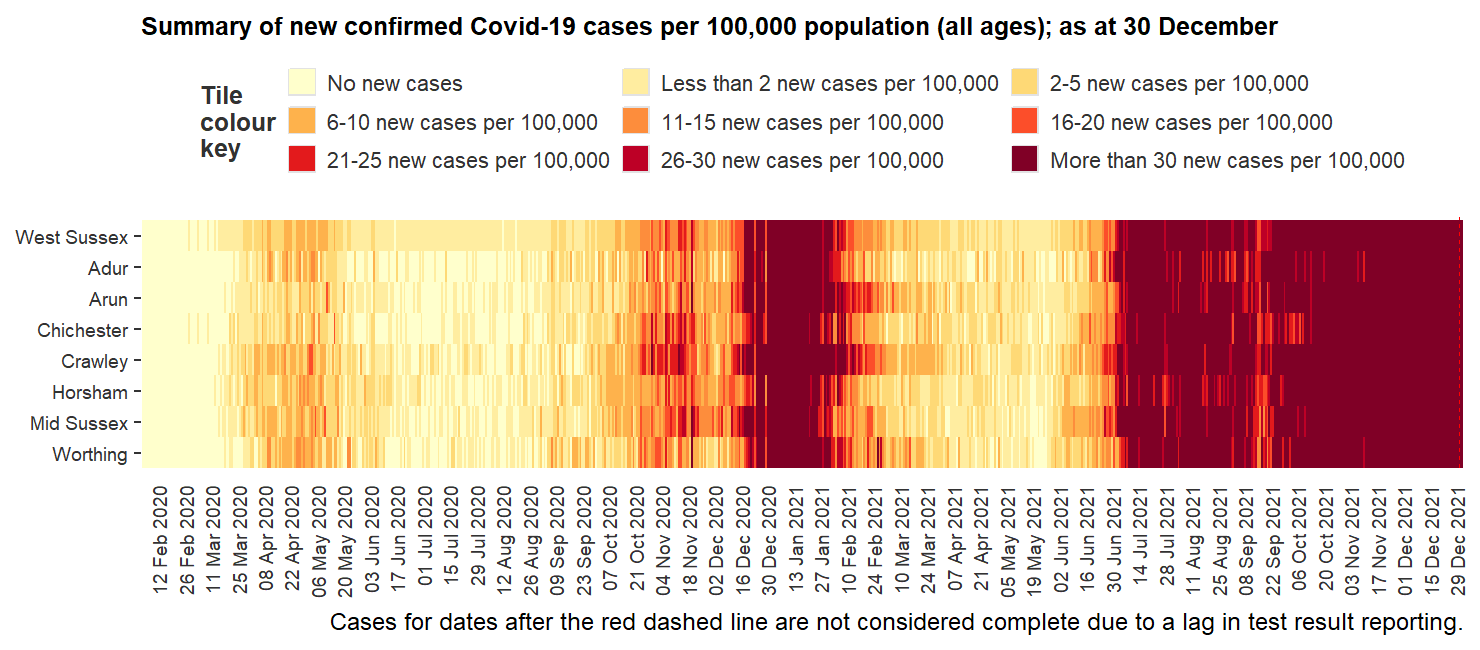 Summary of new confirmed Covid-19 cases per 100,000 population (all ages); as at 30 December
Tile
colour
key
No new cases
Less than 2 new cases per 100,000
2-5 new cases per 100,000
6-10 new cases per 100,000
11-15 new cases per 100,000
16-20 new cases per 100,000
21-25 new cases per 100,000
26-30 new cases per 100,000
More than 30 new cases per 100,000
West Sussex
Adur
Arun
Chichester
Crawley
Horsham
Mid Sussex
Worthing
12 Feb 2020
26 Feb 2020
11 Mar 2020
25 Mar 2020
08 Apr 2020
22 Apr 2020
06 May 2020
20 May 2020
03 Jun 2020
17 Jun 2020
01 Jul 2020
15 Jul 2020
29 Jul 2020
12 Aug 2020
26 Aug 2020
09 Sep 2020
23 Sep 2020
07 Oct 2020
21 Oct 2020
04 Nov 2020
18 Nov 2020
02 Dec 2020
16 Dec 2020
30 Dec 2020
13 Jan 2021
27 Jan 2021
10 Feb 2021
24 Feb 2021
10 Mar 2021
24 Mar 2021
07 Apr 2021
21 Apr 2021
05 May 2021
19 May 2021
02 Jun 2021
16 Jun 2021
30 Jun 2021
14 Jul 2021
28 Jul 2021
11 Aug 2021
25 Aug 2021
08 Sep 2021
22 Sep 2021
06 Oct 2021
20 Oct 2021
03 Nov 2021
17 Nov 2021
01 Dec 2021
15 Dec 2021
29 Dec 2021
Cases for dates after the red dashed line are not considered complete due to a lag in test result reporting.